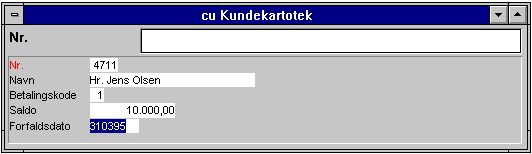 cu Kundekartotek
Nr.
Nr. 4711
Navn Hr. Jens Olsen
Betalingskode 1
Saldo 10.000,00
Forfaldsdato 310395